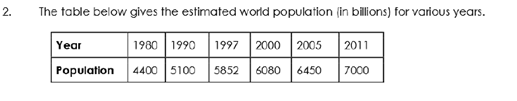 2. The table below gives the estimated world population (in billions) for various years.
Year 1980 1990 1997 2000 2005 2011
Population 4400 5100 5852 6080 6450 7000